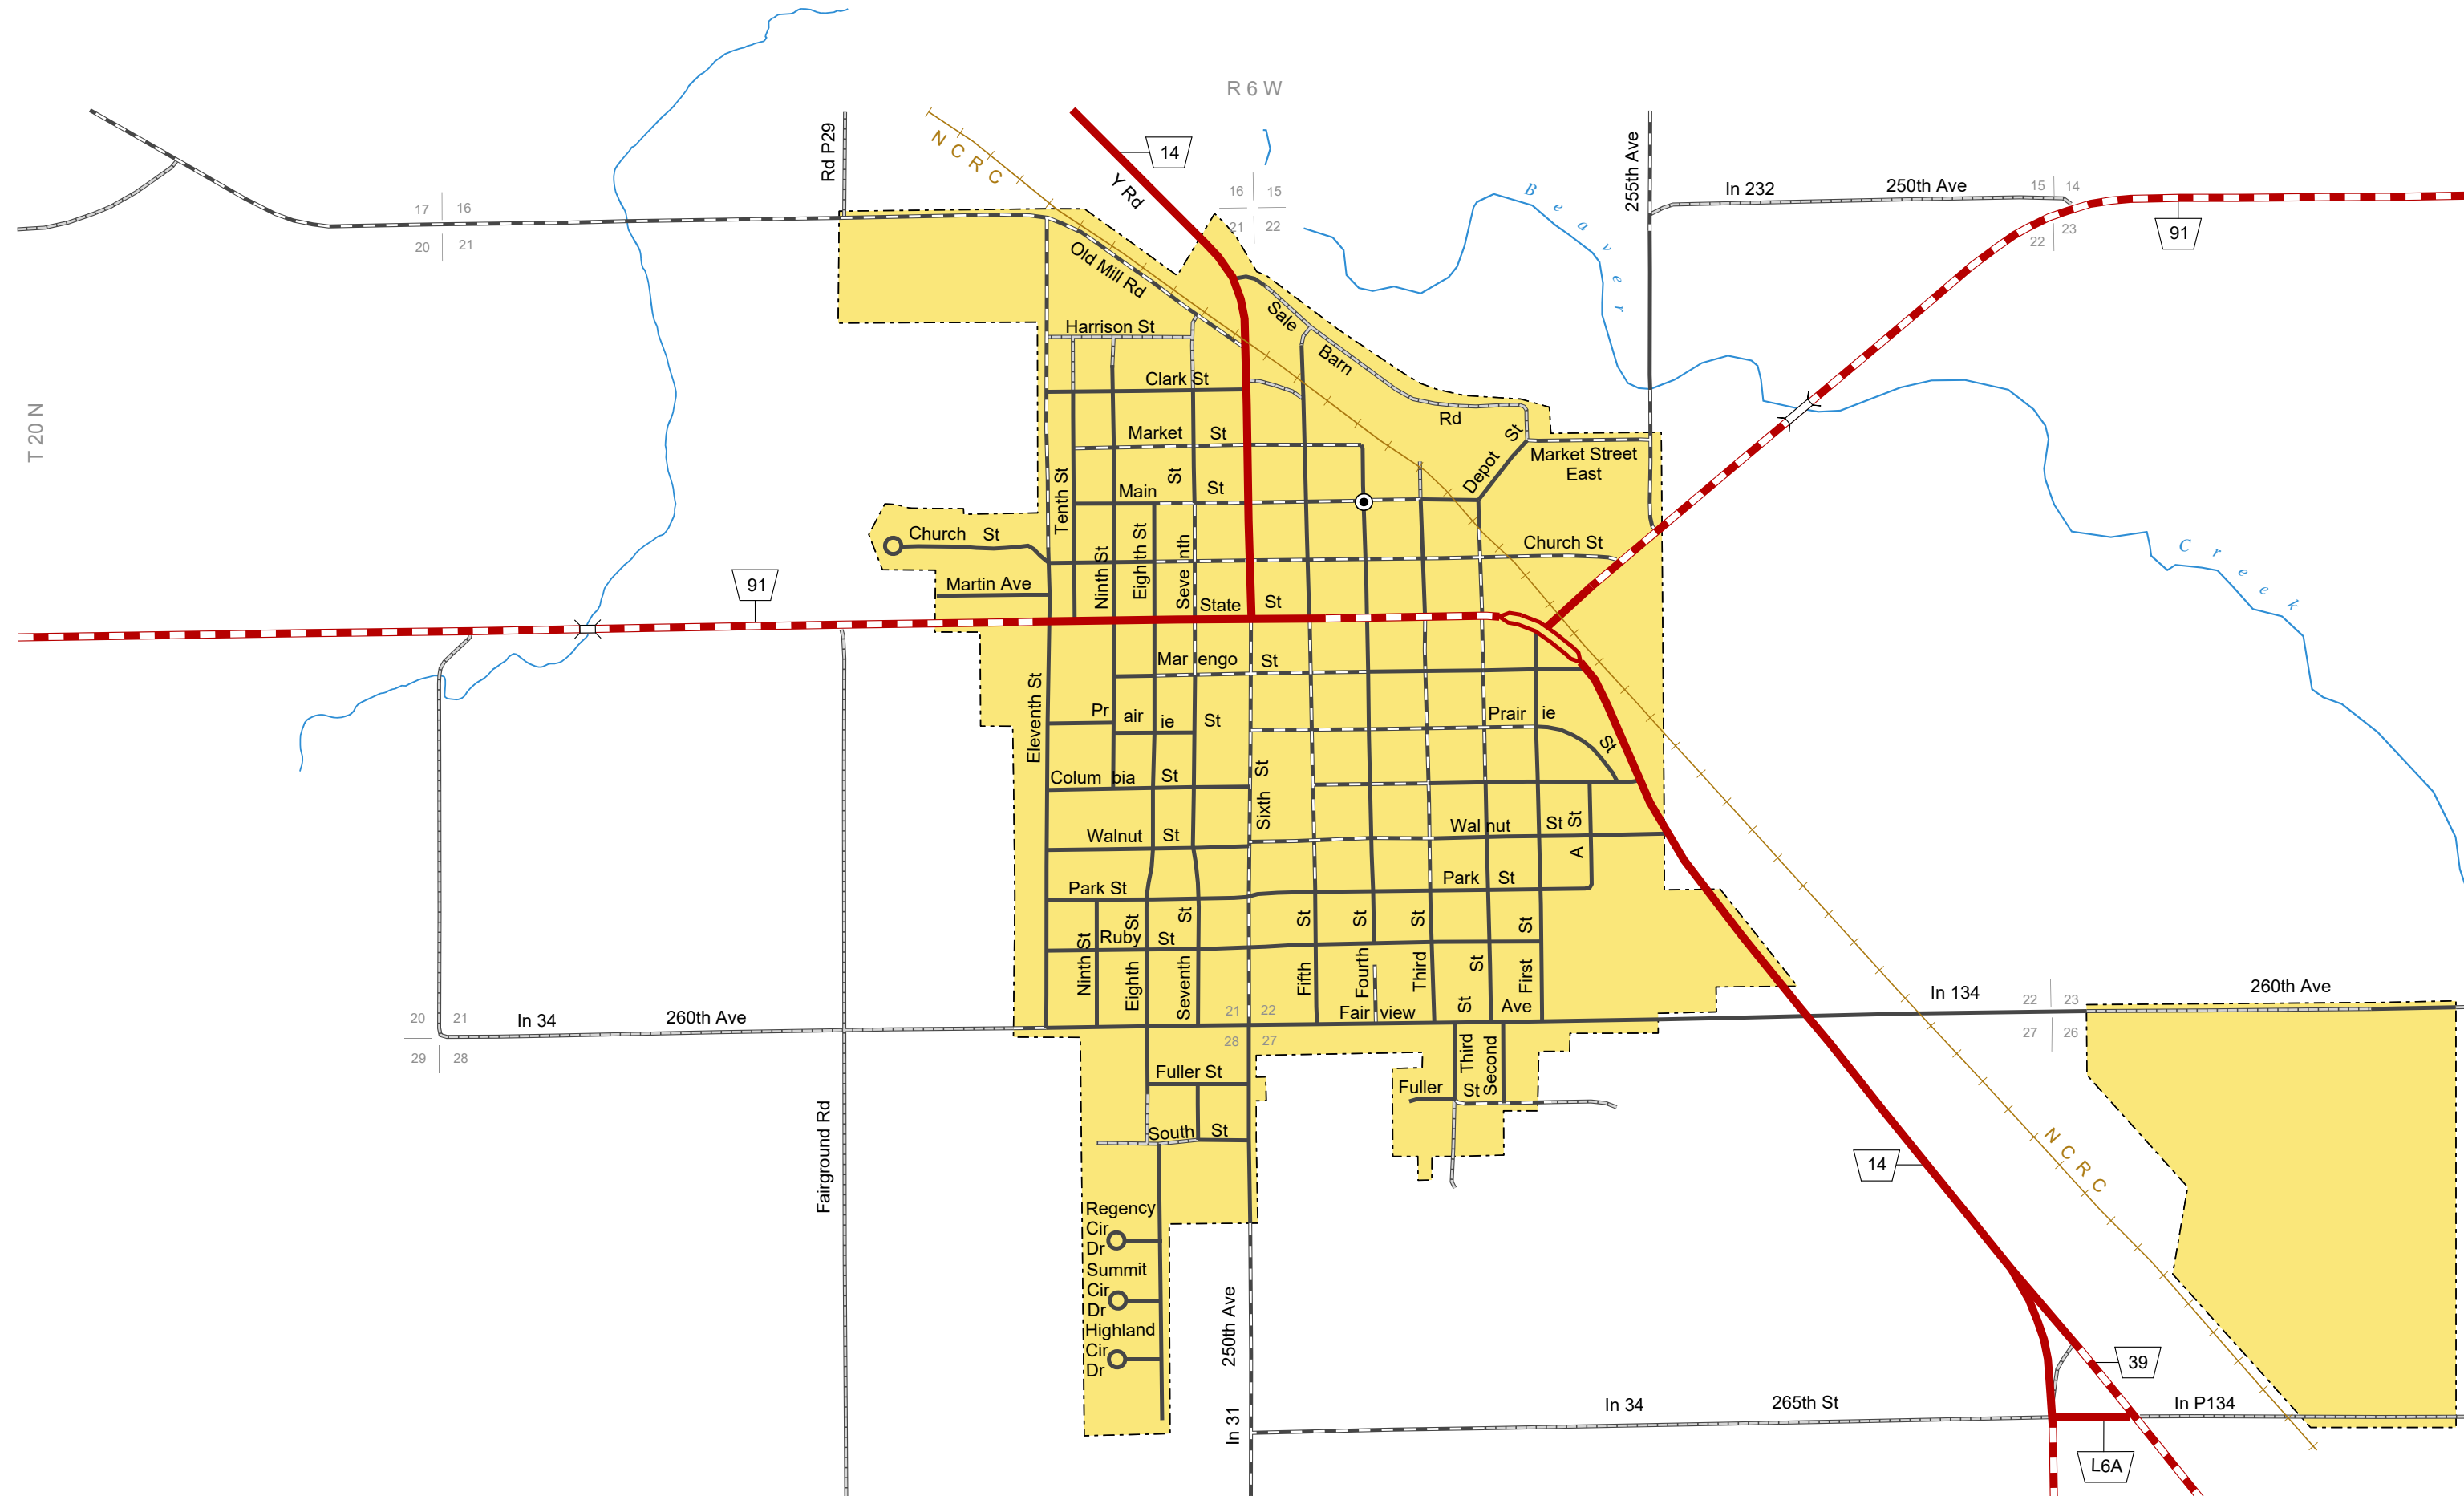 R 6 W
Rd P29
N C R C
14
Y Rd
255th Ave
In 232
250th Ave
15 14
22 23
17 16
20 21
16 15
21 22
91
Beaver
Old Mill Rd
Sale
Barn
Rd
Harrison St
Clark St
T 20 N
Market St
Market Street
East
Depot St
Tenth St
Main St
Church St
Church St
Eighth St
Ninth St
Seventh St
Martin Ave
State St
91
Creek
Marengo St
Eleventh St
Prairie St
Prairie St
Columbia St
Sixth St
Walnut St
Walnut St
A St
Park St
Park St
Ninth St
Eighth St
Seventh St
Ruby St
Fifth St
Fourth St
Third St
St
First St
Fairview Ave
St
20 21
29 28
In 34
260th Ave
21 22
28 27
In 134
22 23
27 26
260th Ave
Fuller St
Third
Second
Fuller St
South St
Fairground Rd
14
N C R C
Regency
Cir
Dr
Summit
Cir
Dr
Highland
Cir
Dr
250th Ave
In 31
39
In 34
265th St
In P134
L6A